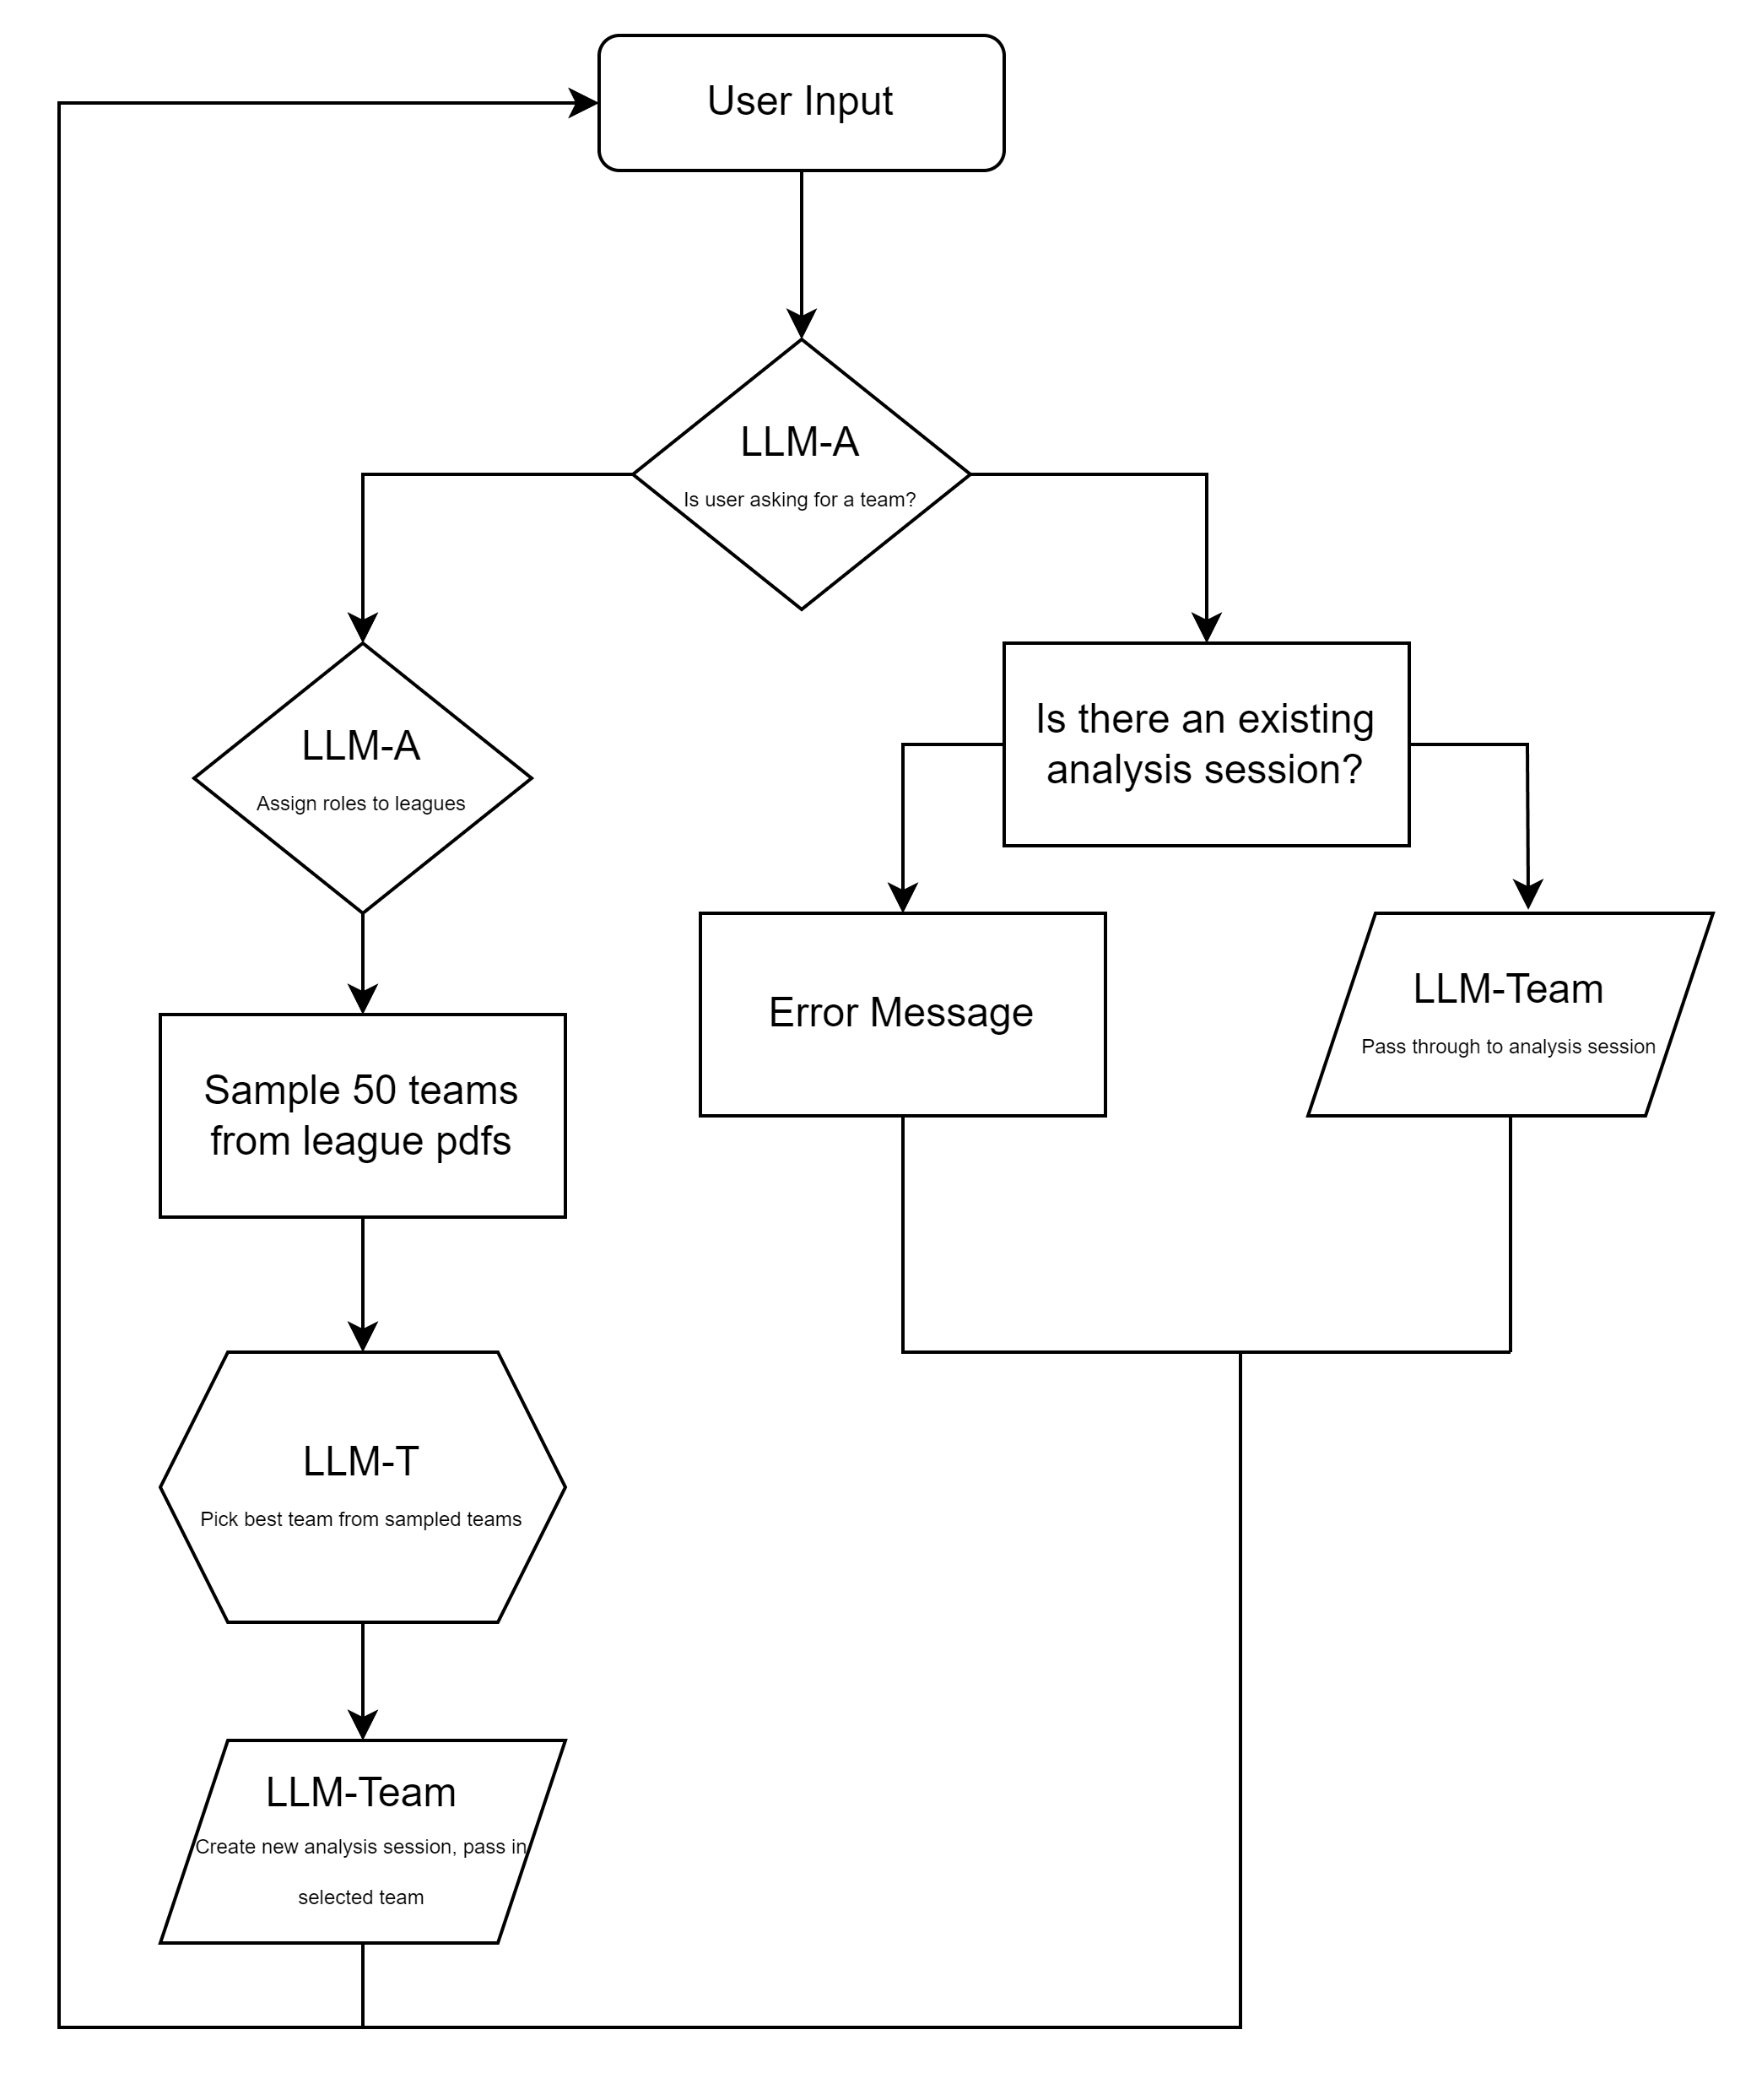 User Input
LLM-A
Is user asking for a team?
LLM-A
Assign roles to leagues
Is there an existing
analysis session?
Error Message
LLM-Team
Pass through to analysis session
Sample 50 teams
from league pdfs
LLM-T
Pick best team from sampled teams
LLM-Team
Create new analysis session, pass in
selected team